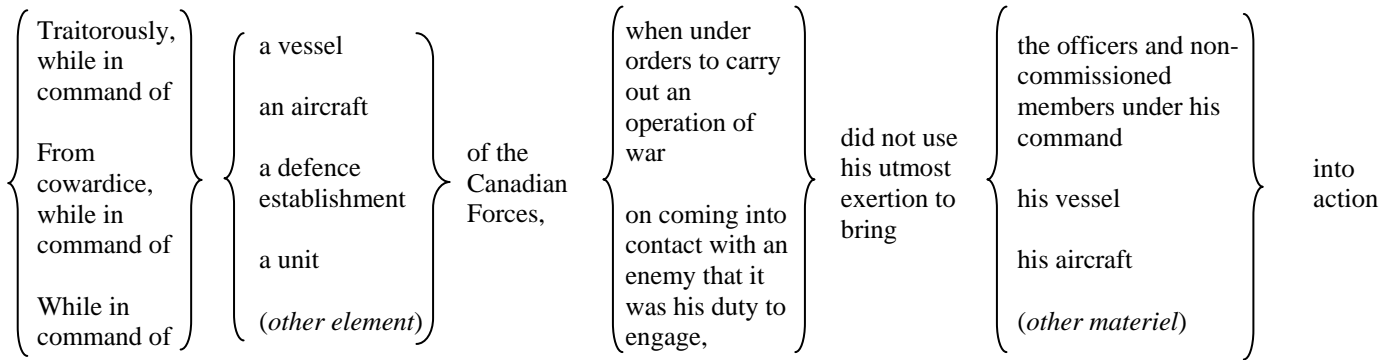 Traitorously,
while in
command of
From
cowardice,
while in
command of
While in
command of
a vessel
an aircraft
a defence
establishment
a unit
(other element)
of the
Canadian
Forces,
when under
orders to carry
out an
operation of
war
on coming into
contact with an
enemy that it
was his duty to
engage,
did not use
his utmost
exertion to
bring
the officers and non-
commissioned
members under his
command
his vessel
his aircraft
(other materiel)
into
action